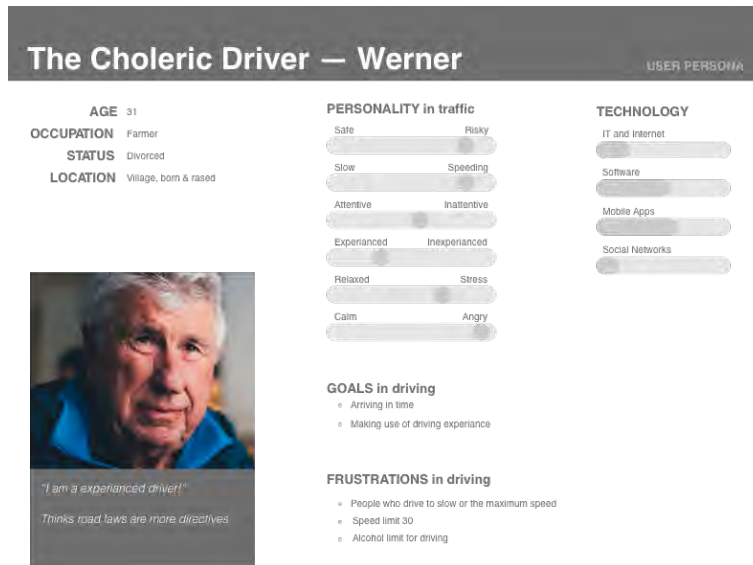 The Choleric Driver — Werner
USER PERSONA
AGE 31
OCCUPATION Farmer
STATUS Divorced
LOCATION Village, born & rased
"I am a experianced driver!"
Thinks road laws are more directives
PERSONALITY in traffic
Safe Risky
Slow Speeding
Attentive Inattentive
Experianced Inexperianced
Relaxed Stress
Calm Angry
GOALS in driving
Arriving in time
Making use of driving experiance
FRUSTRATIONS in driving
People who drive to slow or the maximum speed
Speed limit 30
Alcohol limit for driving
TECHNOLOGY
IT and Internet
Software
Mobile Apps
Social Networks